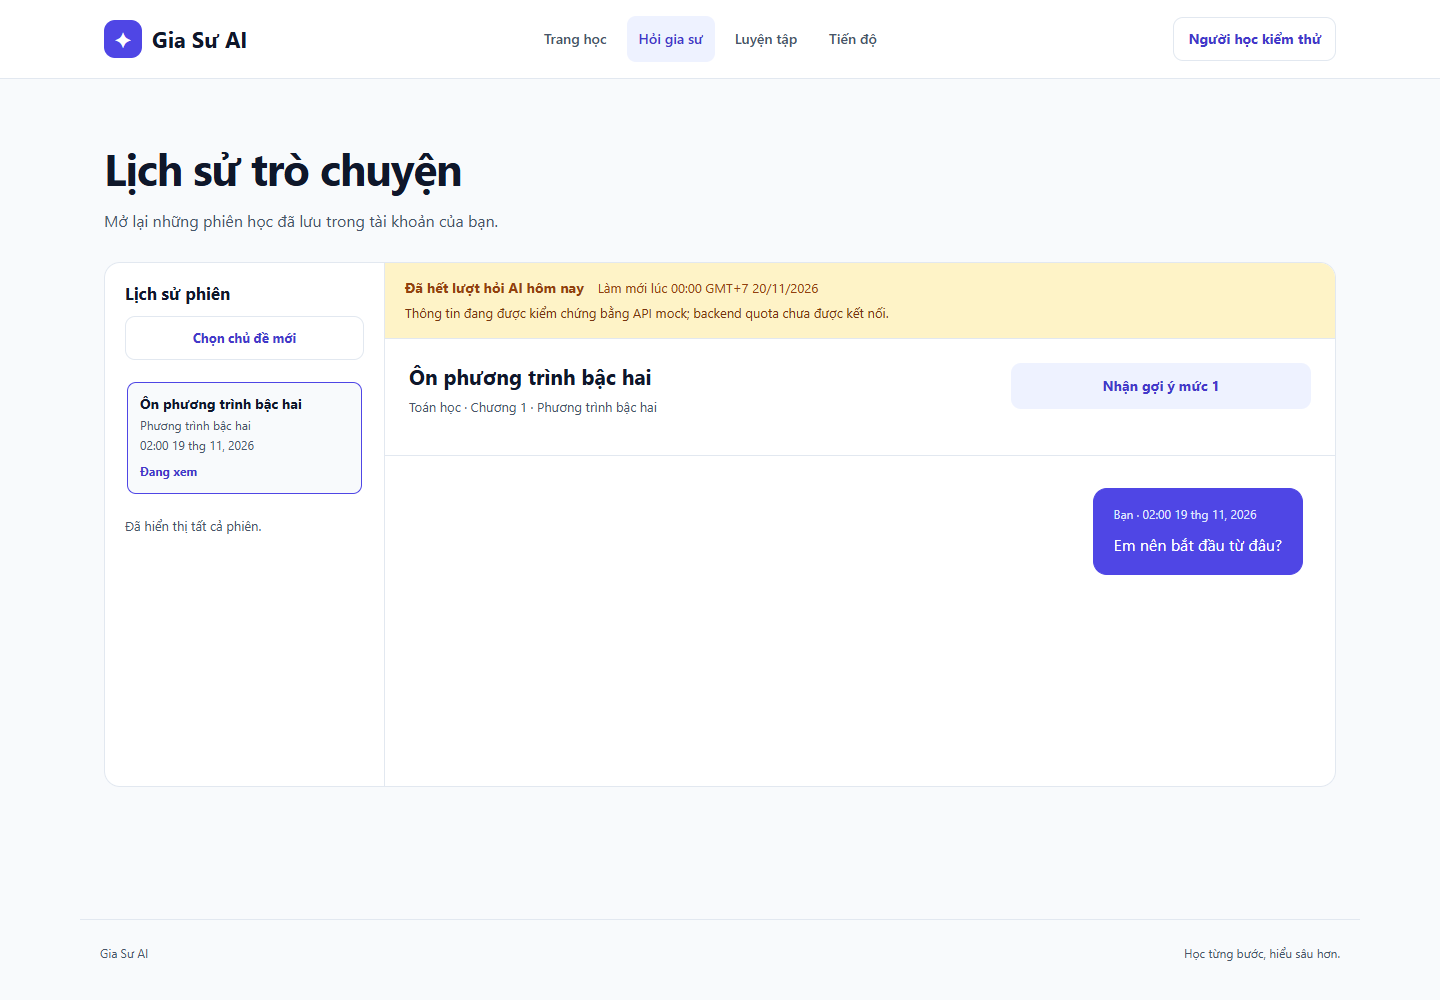 Gia Sư AI
Trang học
Hỏi gia sư
Luyện tập
Tiến độ
Người học kiểm thử
Lịch sử trò chuyện
Mở lại những phiên học đã lưu trong tài khoản của bạn.
Lịch sử phiên
Chọn chủ đề mới
Ôn phương trình bậc hai
Phương trình bậc hai
02:00 19 thg 11, 2026
Đang xem
Đã hiển thị tất cả phiên.
Đã hết lượt hỏi AI hôm nay Làm mới lúc 00:00 GMT+7 20/11/2026
Thông tin đang được kiểm chứng bằng API mock; backend quota chưa được kết nối.
Ôn phương trình bậc hai
Toán học · Chương 1 · Phương trình bậc hai
Nhận gợi ý mức 1
Bạn · 02:00 19 thg 11, 2026
Em nên bắt đầu từ đâu?
Gia Sư AI
Học từng bước, hiểu sâu hơn.